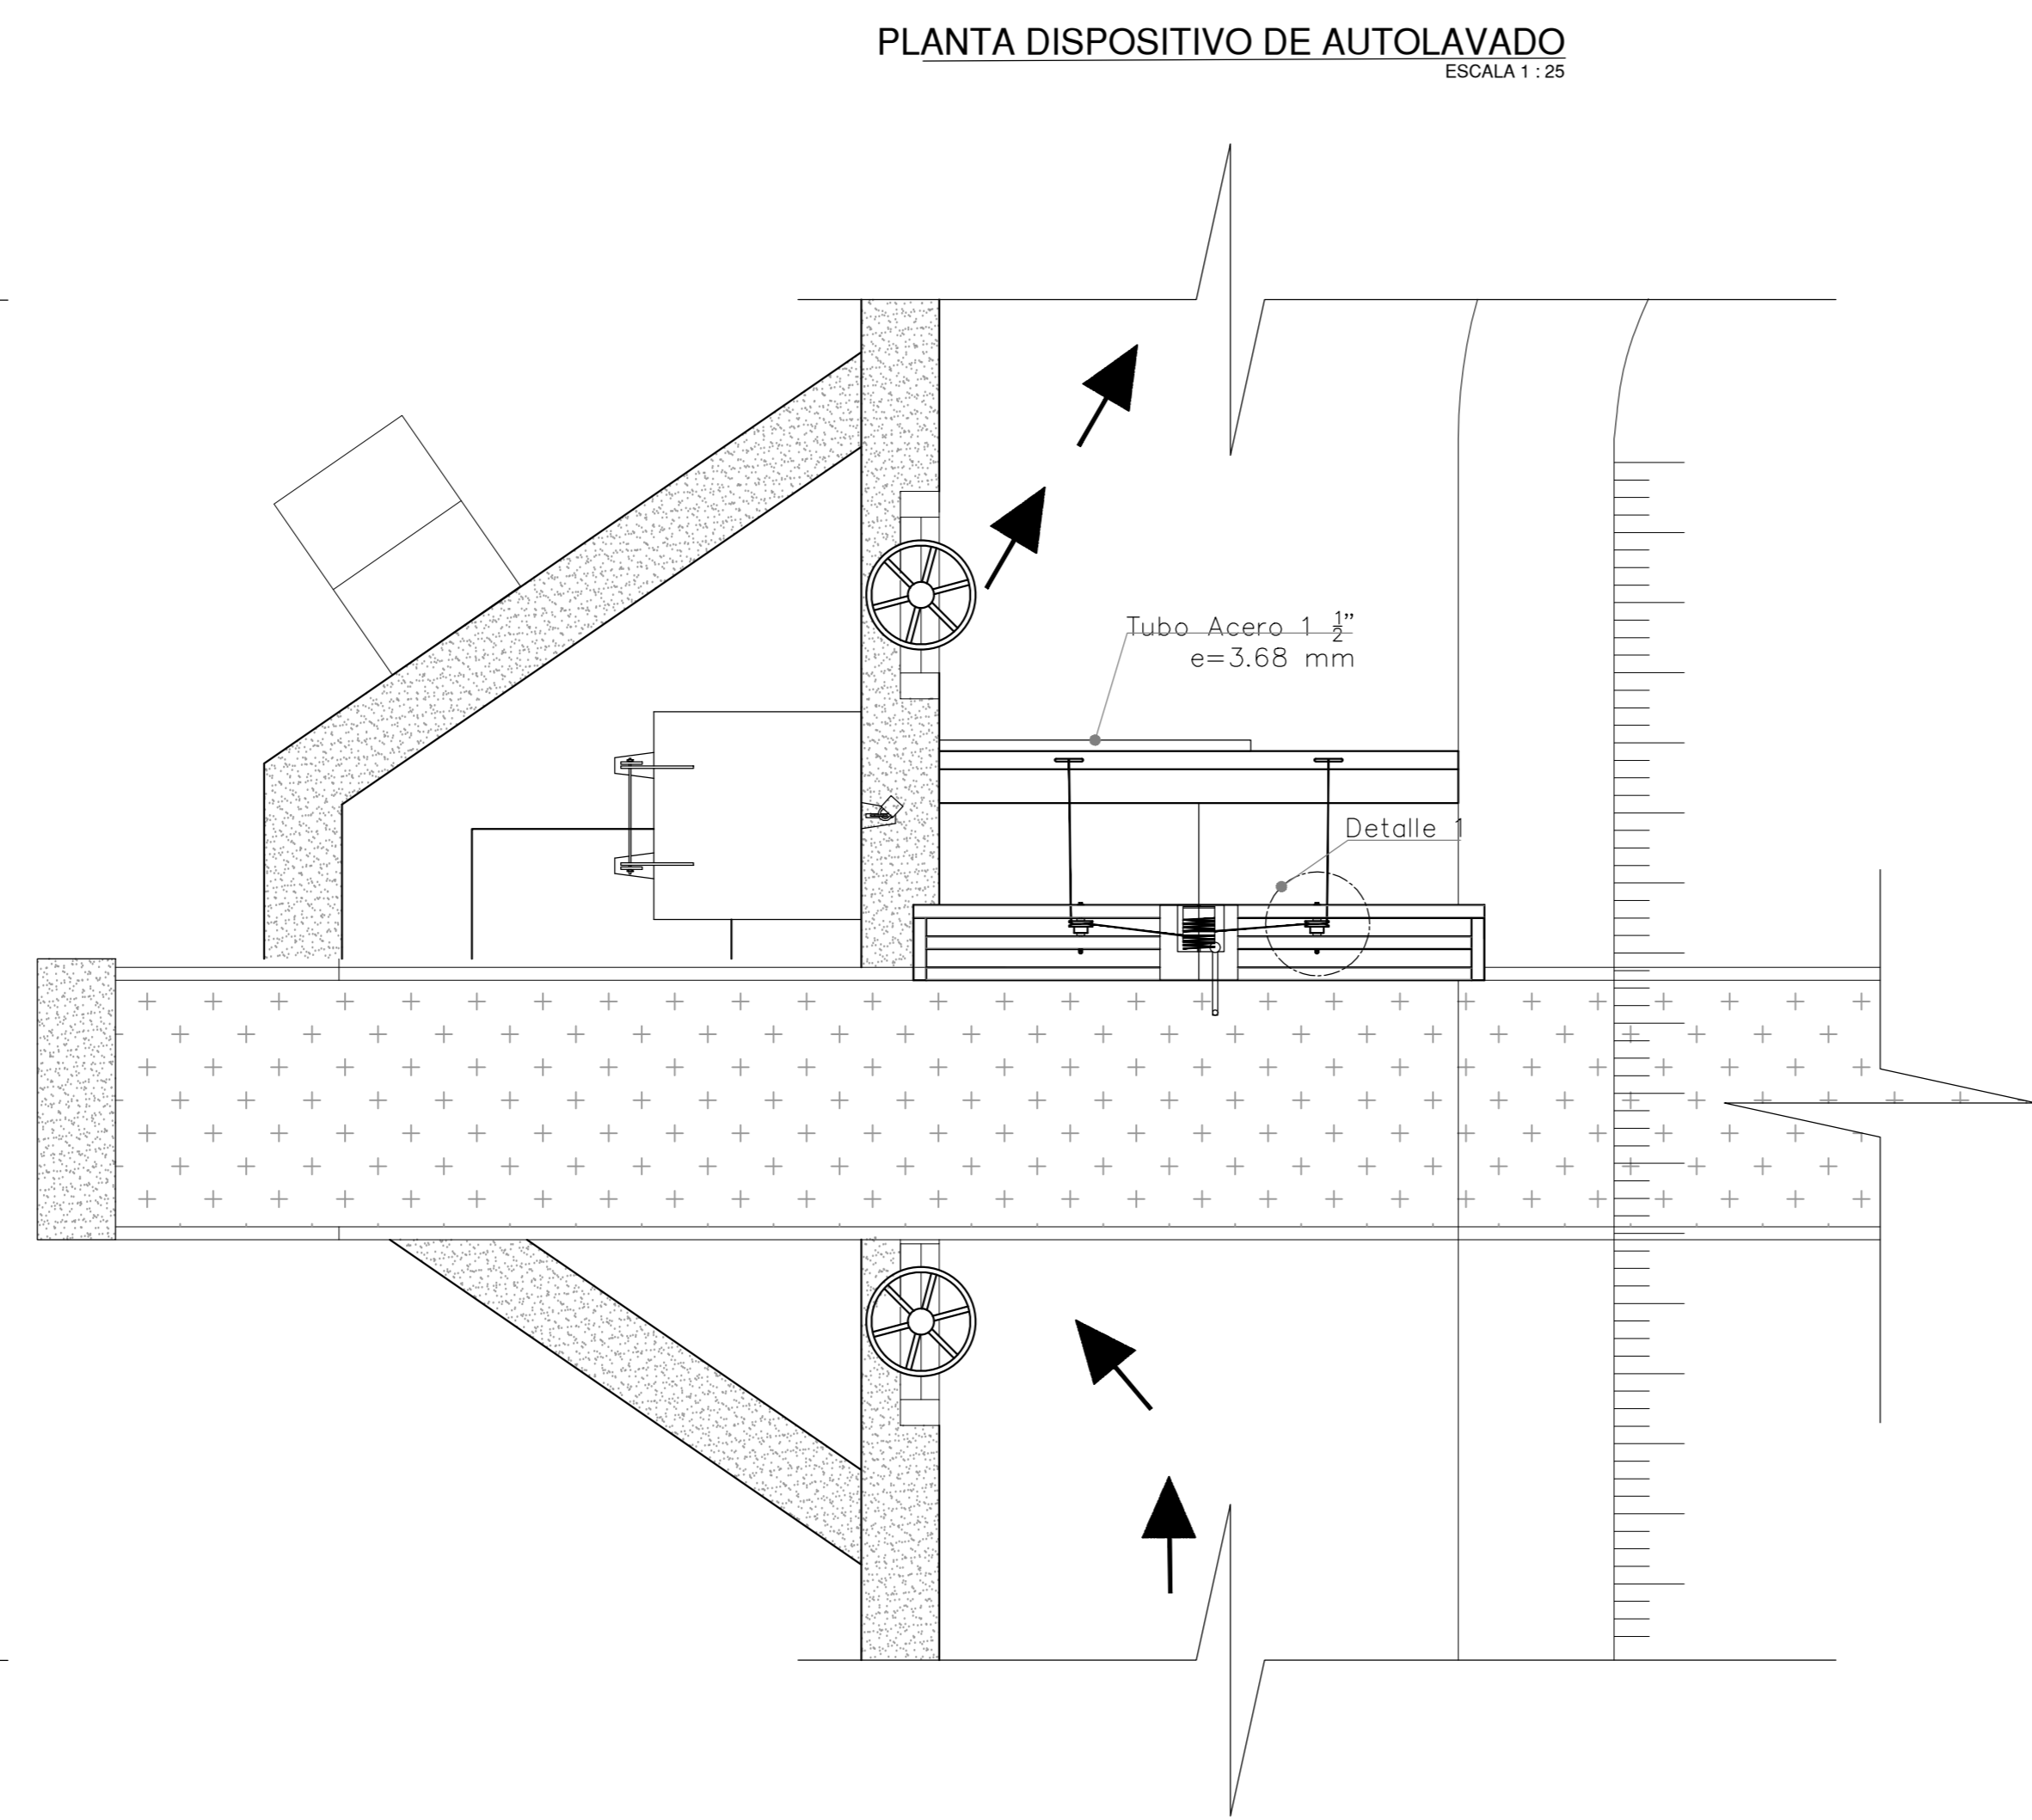 PLANTA DISPOSITIVO DE AUTOLAVADO
ESCALA 1 : 25
Tubo Acero 1 ½"
e=3.68 mm
Detalle 1